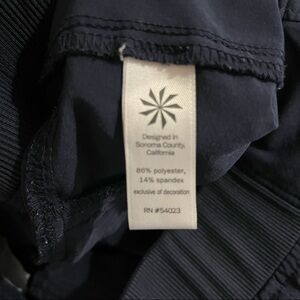 Designed in
Sonoma County,
California
86% polyester,
14% spandex
exclusive of decoration
RN #54023